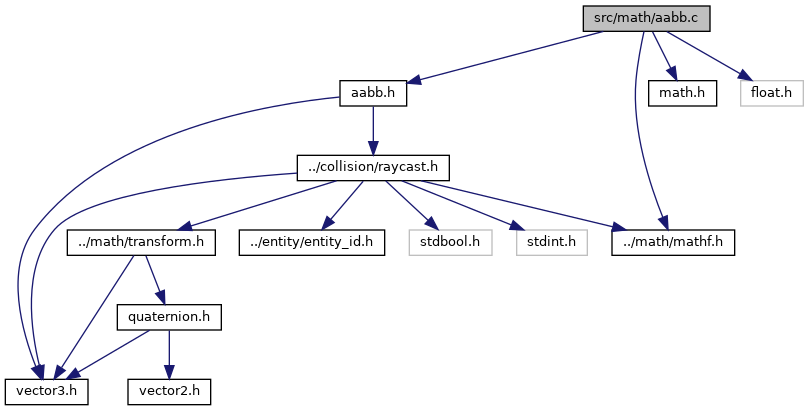 src/math/aabb.c
aabb.h
math.h
float.h
../collision/raycast.h
../math/transform.h
../entity/entity_id.h
stdbool.h
stdint.h
../math/mathf.h
quaternion.h
vector3.h
vector2.h